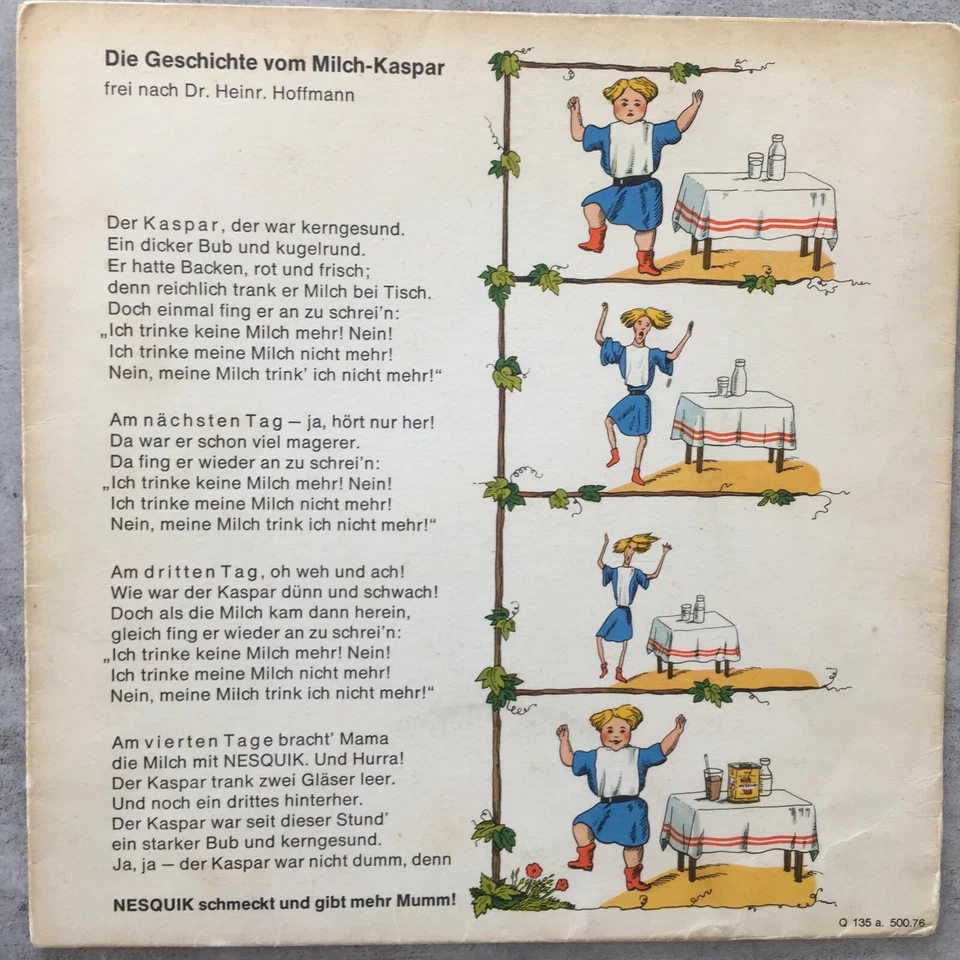 Die Geschichte vom Milch-Kaspar
frei nach Dr. Heinr. Hoffmann
Der Kaspar, der war kerngesund.
Ein dicker Bub und kugelrund.
Er hatte Backen, rot und frisch;
denn reichlich trank er Milch bei Tisch.
Doch einmal fing er an zu schrei'n:
„Ich trinke keine Milch mehr! Nein!
Ich trinke meine Milch nicht mehr!
Nein, meine Milch trink' ich nicht mehr!“
Am nächsten Tag – ja, hört nur her!
Da war er schon viel magerer.
Da fing er wieder an zu schrei'n:
„Ich trinke keine Milch mehr! Nein!
Ich trinke meine Milch nicht mehr!
Nein, meine Milch trink ich nicht mehr!“
Am dritten Tag, oh weh und ach!
Wie war der Kaspar dünn und schwach!
Doch als die Milch kam dann herein,
gleich fing er wieder an zu schrei'n:
„Ich trinke keine Milch mehr! Nein!
Ich trinke meine Milch nicht mehr!
Nein, meine Milch trink ich nicht mehr!“
Am vierten Tage bracht' Mama
die Milch mit NESQUIK. Und Hurra!
Der Kaspar trank zwei Gläser leer.
Und noch ein drittes hinterher.
Der Kaspar war seit dieser Stund'
ein starker Bub und kerngesund.
Ja, ja – der Kaspar war nicht dumm, denn
NESQUIK schmeckt und gibt mehr Mumm!
Q 135 a. 500.76